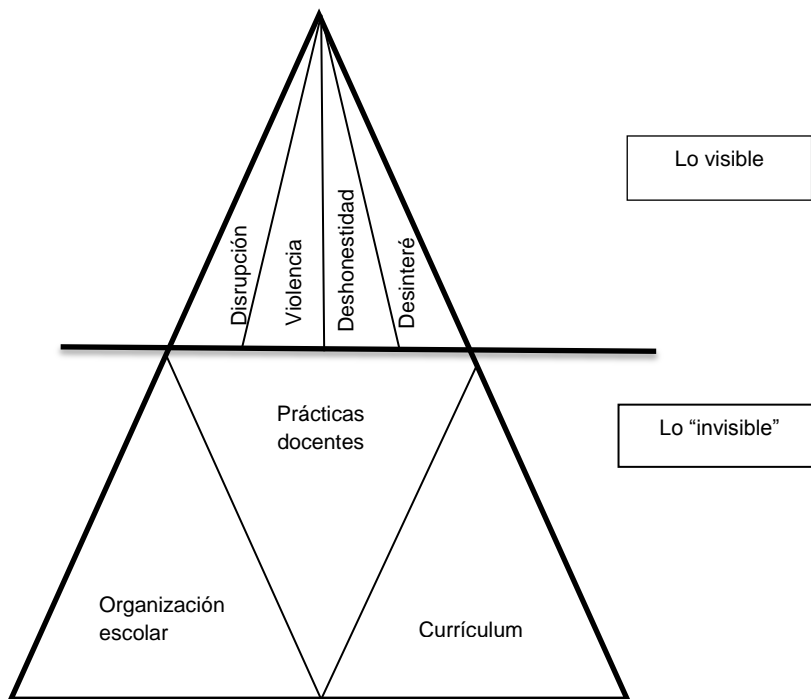 Lo visible
Disrupción
Violencia
Deshonestidad
Desinteré
Lo “invisible”
Prácticas
docentes
Organización
escolar
Currículum